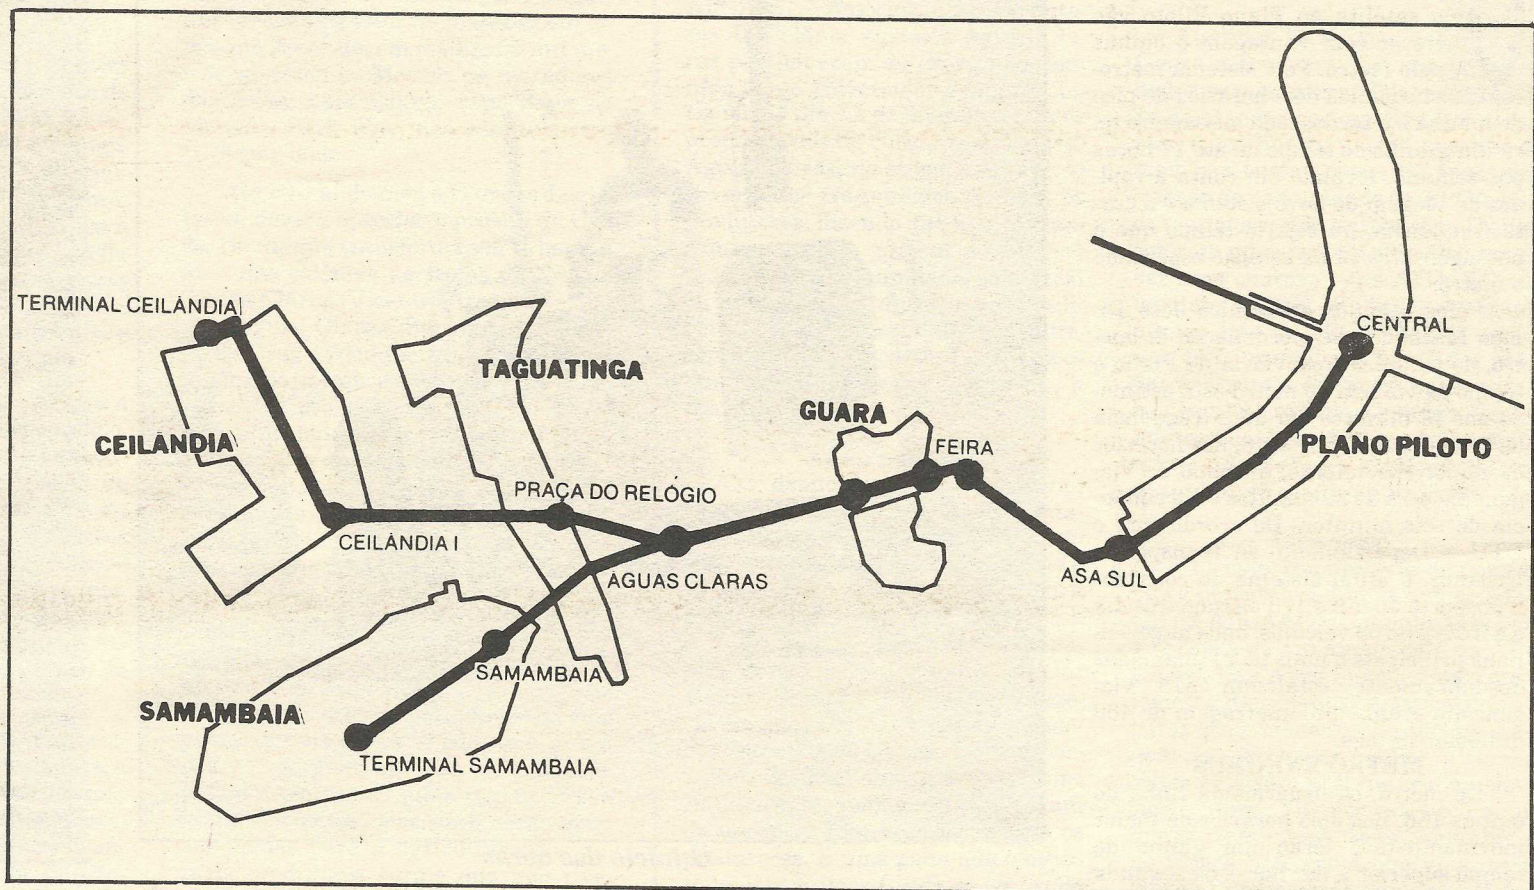 TERMINAL CEILÂNDIA
CENTRAL
TAGUATINGA
GUARÁ
CEILÂNDIA
FEIRA
PLANO PILOTO
PRAÇA DO RELÓGIO
CEILÂNDIA I
ASA SUL
ÁGUAS CLARAS
SAMAMBAIA
SAMAMBAIA
TERMINAL SAMAMBAIA